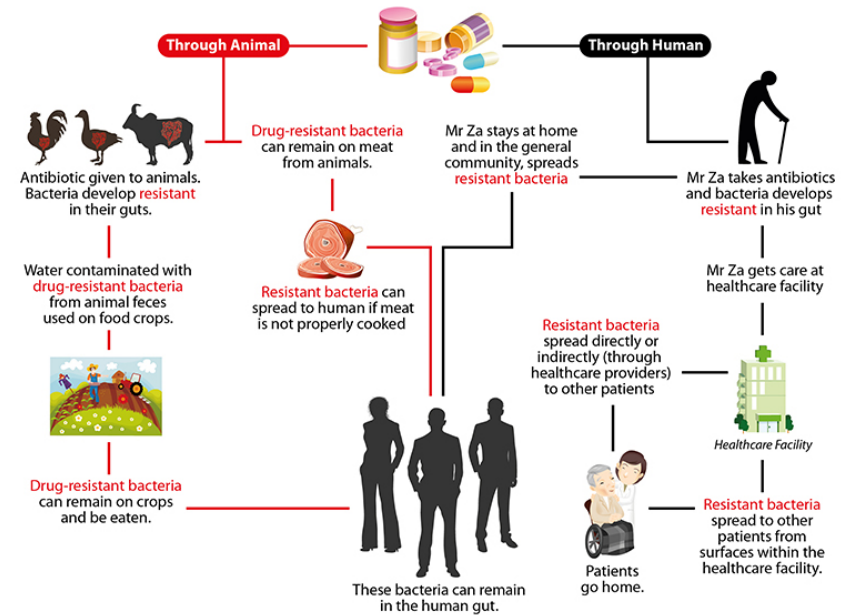 Through Animal
Through Human
Antibiotic given to animals.
Bacteria develop resistant
in their guts.
Drug-resistant bacteria
can remain on meat
from animals.
Mr Za stays at home
and in the general
community, spreads
resistant bacteria
Mr Za takes antibiotics
and bacteria develops
resistant in his gut
Water contaminated with
drug-resistant bacteria
from animal feces
used on food crops.
Resistant bacteria can
spread to human if meat
is not properly cooked
Mr Za gets care at
healthcare facility
Resistant bacteria
spread directly or
indirectly (through
healthcare providers)
to other patients
Healthcare Facility
Drug-resistant bacteria
can remain on crops
and be eaten.
Resistant bacteria
spread to other
patients from
surfaces within the
healthcare facility.
Patients
go home.
These bacteria can remain
in the human gut.